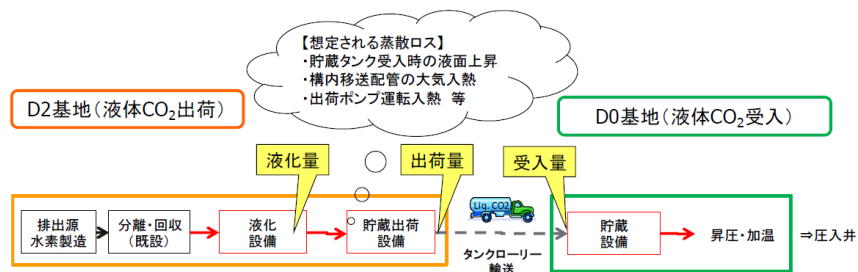 【想定される蒸散ロス】
・貯蔵タンク受入時の液面上昇
・構内移送配管の大気入熱
・出荷ポンプ運転入熱 等
D2基地(液体CO₂出荷)
D0基地(液体CO₂受入)
液化量
出荷量
受入量
Liq. CO2
排出源
水素製造
分離・回収
(既設)
液化
設備
貯蔵出荷
設備
タンクローリー
輸送
貯蔵
設備
昇圧・加温
⇒圧入井